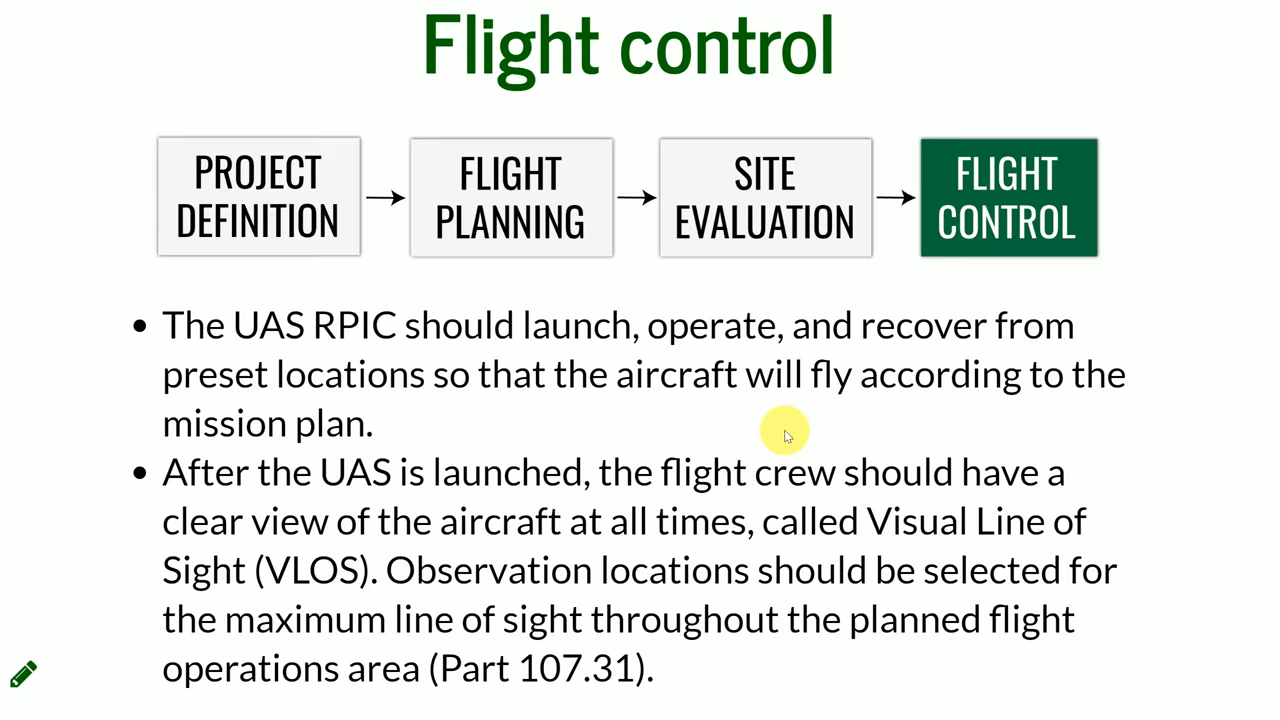 Flight control
PROJECT
DEFINITION
FLIGHT
PLANNING
SITE
EVALUATION
FLIGHT
CONTROL
• The UAS RPIC should launch, operate, and recover from
preset locations so that the aircraft will fly according to the
mission plan.
• After the UAS is launched, the flight crew should have a
clear view of the aircraft at all times, called Visual Line of
Sight (VLOS). Observation locations should be selected for
the maximum line of sight throughout the planned flight
operations area (Part 107.31).